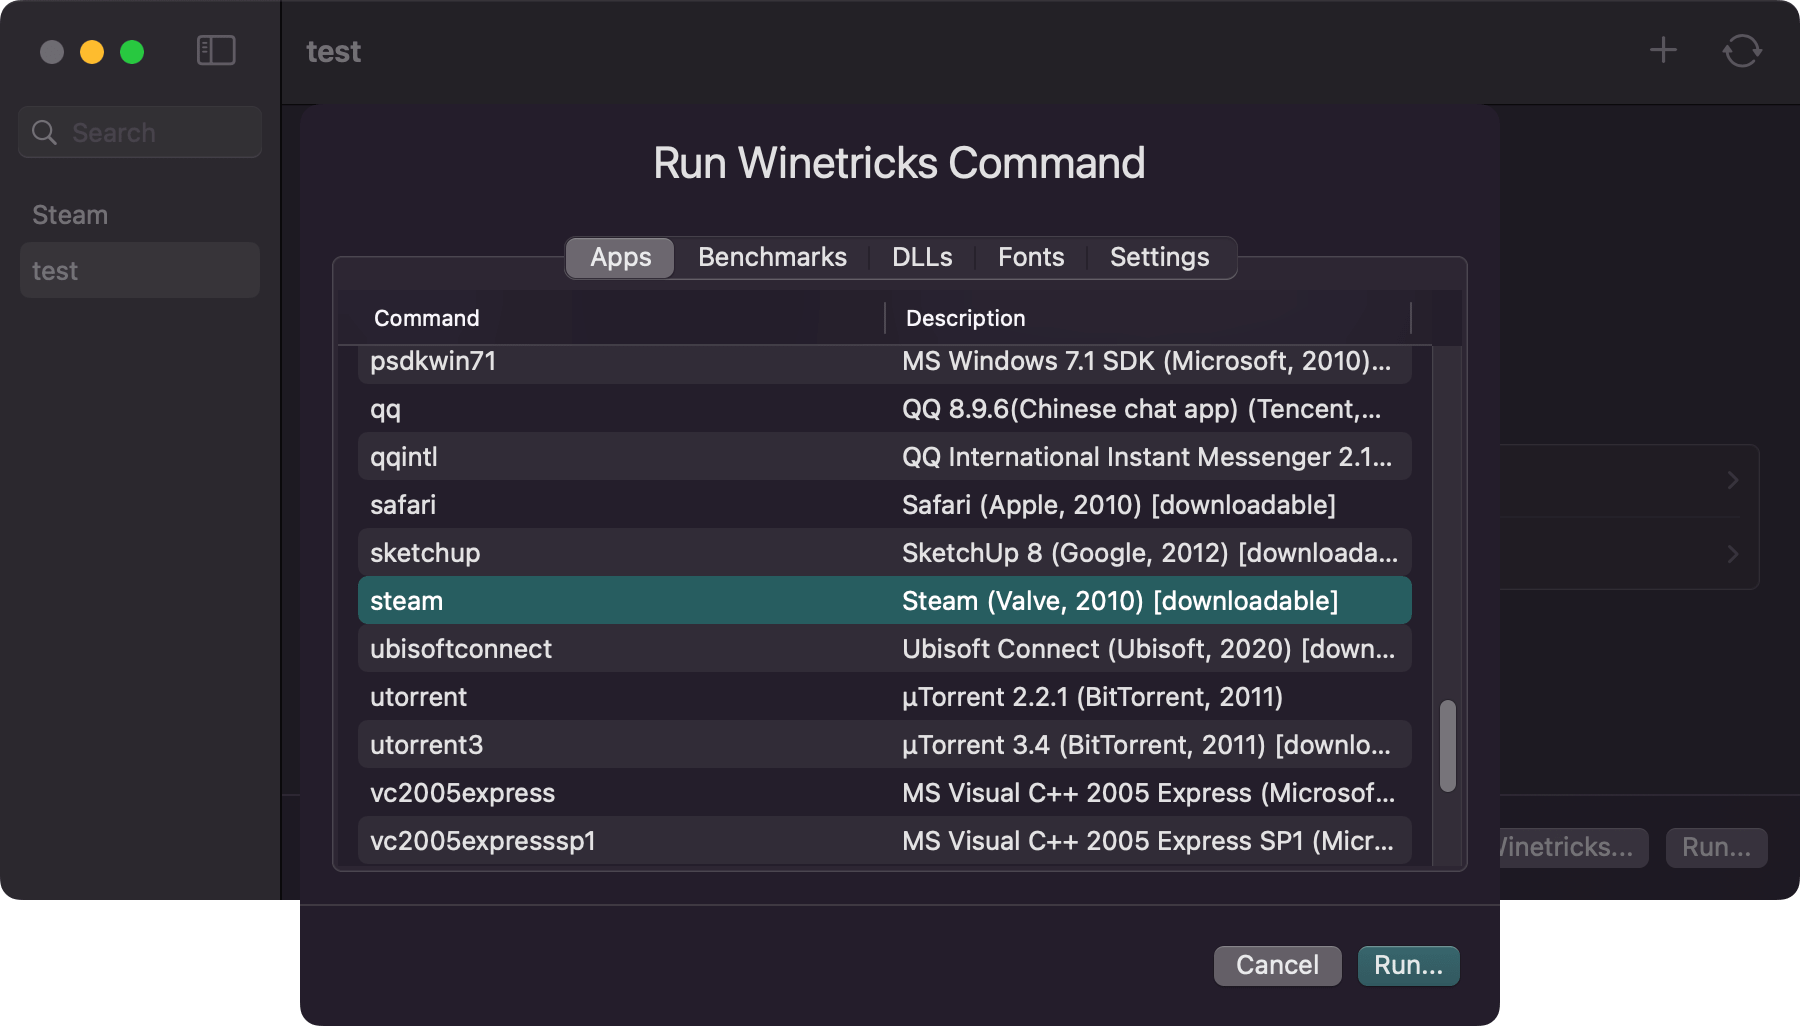 test
Search
Steam
test
Run Winetricks Command
Apps Benchmarks DLLs Fonts Settings
Command Description
psdkwin71 MS Windows 7.1 SDK (Microsoft, 2010)...
qq QQ 8.9.6(Chinese chat app) (Tencent,...
qqintl QQ International Instant Messenger 2.1...
safari Safari (Apple, 2010) [downloadable]
sketchup SketchUp 8 (Google, 2012) [downloada...
steam Steam (Valve, 2010) [downloadable]
ubisoftconnect Ubisoft Connect (Ubisoft, 2020) [down...
utorrent µTorrent 2.2.1 (BitTorrent, 2011)
utorrent3 µTorrent 3.4 (BitTorrent, 2011) [downlo...
vc2005express MS Visual C++ 2005 Express (Microsof...
vc2005expresssp1 MS Visual C++ 2005 Express SP1 (Micr...
Winetricks... Run...
Cancel Run...